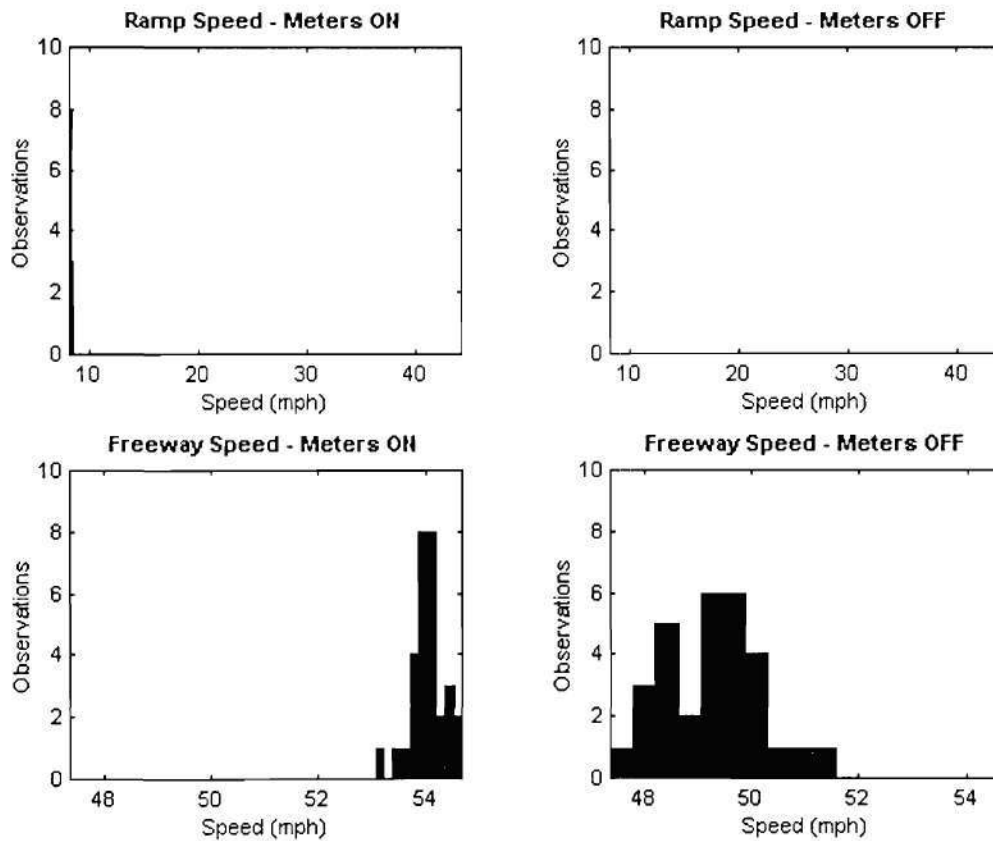 Ramp Speed - Meters ON
10
8
6
4
2
0
Observations
10 20 30 40
Speed (mph)
Ramp Speed - Meters OFF
10
8
6
4
2
0
Observations
10 20 30 40
Speed (mph)
Freeway Speed - Meters ON
10
8
6
4
2
0
Observations
48 50 52 54
Speed (mph)
Freeway Speed - Meters OFF
10
8
6
4
2
0
Observations
48 50 52 54
Speed (mph)